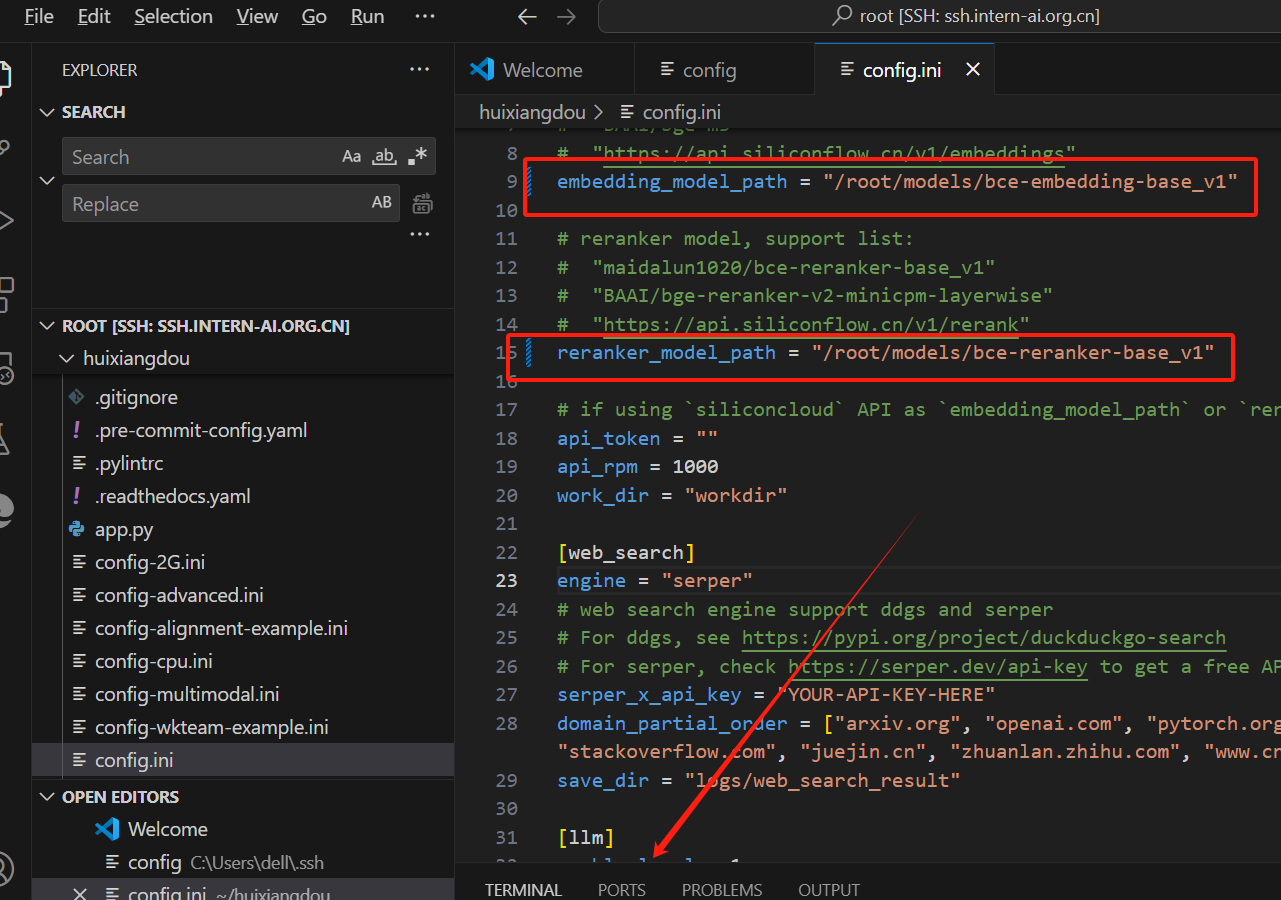 File Edit Selection View Go Run ···
root [SSH: ssh.intern-ai.org.cn]
EXPLORER ···
SEARCH
Search Aa ab .*
Replace AB
···
ROOT [SSH: SSH.INTERN-AI.ORG.CN]
huixiangdou
.gitignore
! .pre-commit-config.yaml
.pylintrc
! .readthedocs.yaml
app.py
config-2G.ini
config-advanced.ini
config-alignment-example.ini
config-cpu.ini
config-multimodal.ini
config-wkteam-example.ini
config.ini
OPEN EDITORS
Welcome
config C:\Users\dell\.ssh
config.ini ~/huixiangdou
Welcome config config.ini
huixiangdou > config.ini
# "BAAI/bge-m3"
8 # "https://api.siliconflow.cn/v1/embeddings"
9 embedding_model_path = "/root/models/bce-embedding-base_v1"
10
11 # reranker model, support list:
12 # "maidalun1020/bce-reranker-base_v1"
13 # "BAAI/bge-reranker-v2-minicpm-layerwise"
14 # "https://api.siliconflow.cn/v1/rerank"
15 reranker_model_path = "/root/models/bce-reranker-base_v1"
16
17 # if using `siliconcloud` API as `embedding_model_path` or `rer
18 api_token = ""
19 api_rpm = 1000
20 work_dir = "workdir"
21
22 [web_search]
23 engine = "serper"
24 # web search engine support ddgs and serper
25 # For ddgs, see https://pypi.org/project/duckduckgo-search
26 # For serper, check https://serper.dev/api-key to get a free AP
27 serper_x_api_key = "YOUR-API-KEY-HERE"
28 domain_partial_order = ["arxiv.org", "openai.com", "pytorch.org
"stackoverflow.com", "juejin.cn", "zhuanlan.zhihu.com", "www.cn
29 save_dir = "logs/web_search_result"
30
31 [llm]
TERMINAL PORTS PROBLEMS OUTPUT